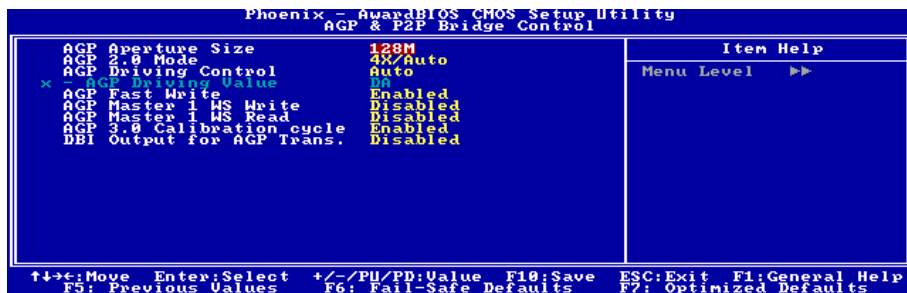 Phoenix - AwardBIOS CMOS Setup Utility
AGP & P2P Bridge Control
AGP Aperture Size 128M
AGP 2.0 Mode 4X/Auto
AGP Driving Control Auto
x - AGP Driving Value DA
AGP Fast Write Enabled
AGP Master 1 WS Write Disabled
AGP Master 1 WS Read Disabled
AGP 3.0 Calibration cycle Enabled
DBI Output for AGP Trans. Disabled
Item Help
Menu Level ▶▶
↑↓→←:Move Enter:Select +/-/PU/PD:Value F10:Save ESC:Exit F1:General Help
F5: Previous Values F6: Fail-Safe Defaults F7: Optimized Defaults